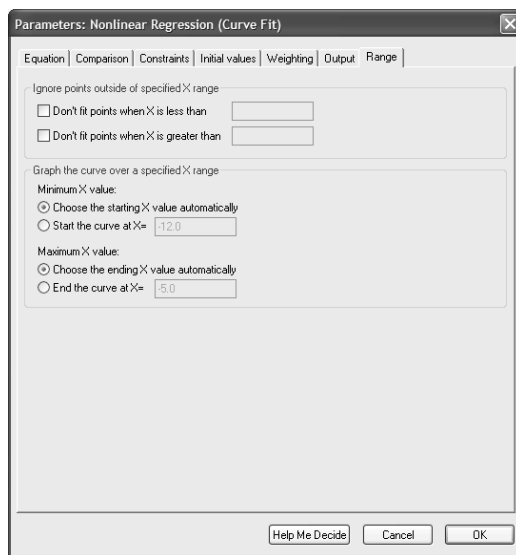 Parameters: Nonlinear Regression (Curve Fit)
Equation Comparison Constraints Initial values Weighting Output Range
Ignore points outside of specified X range
Don't fit points when X is less than
Don't fit points when X is greater than
Graph the curve over a specified X range
Minimum X value:
Choose the starting X value automatically
Start the curve at X= -12.0
Maximum X value:
Choose the ending X value automatically
End the curve at X= -5.0
Help Me Decide Cancel OK